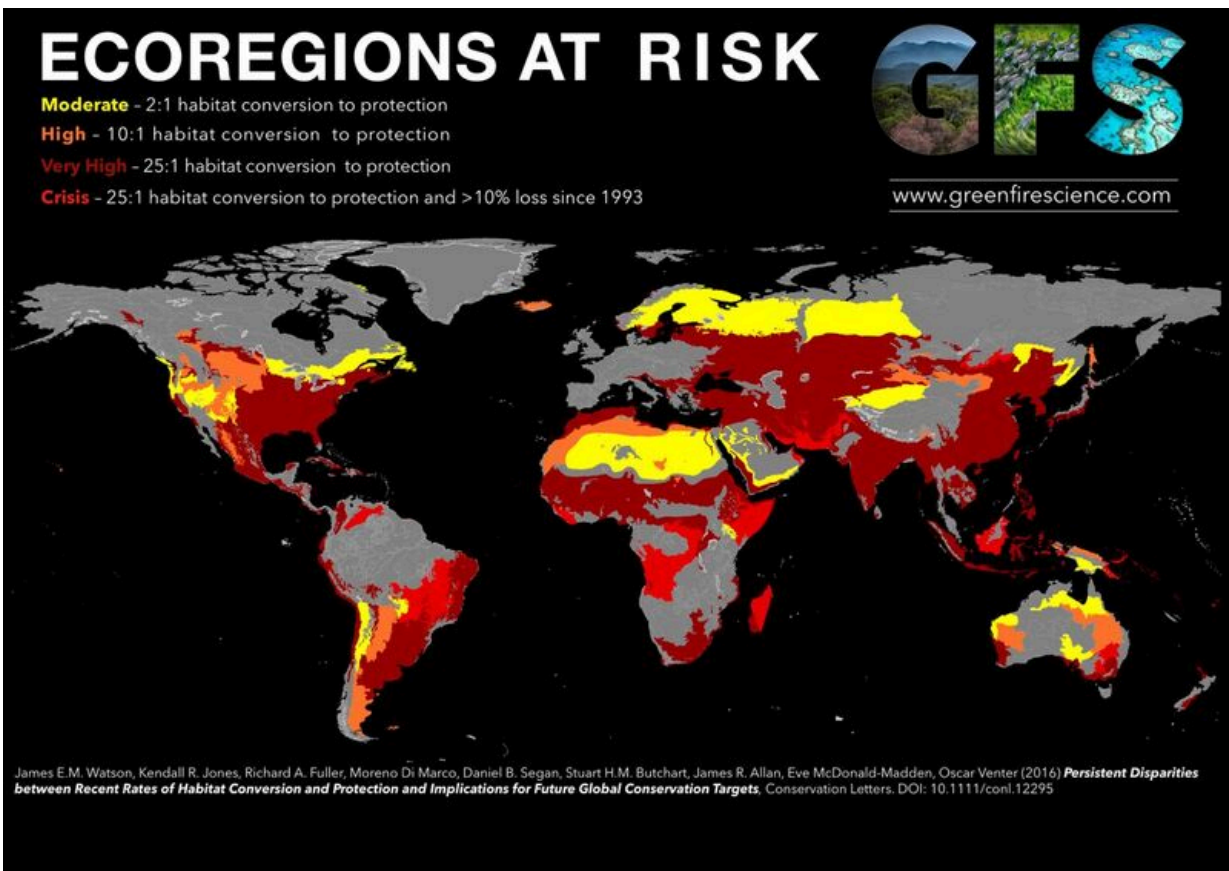 ECOREGIONS AT RISK
GFS
Moderate – 2:1 habitat conversion to protection
High – 10:1 habitat conversion to protection
Very High – 25:1 habitat conversion to protection
Crisis – 25:1 habitat conversion to protection and >10% loss since 1993
www.greenfirescience.com
James E.M. Watson, Kendall R. Jones, Richard A. Fuller, Moreno Di Marco, Daniel B. Segan, Stuart H.M. Butchart, James R. Allan, Eve McDonald-Madden, Oscar Venter (2016) Persistent Disparities
between Recent Rates of Habitat Conversion and Protection and Implications for Future Global Conservation Targets, Conservation Letters. DOI: 10.1111/conl.12295